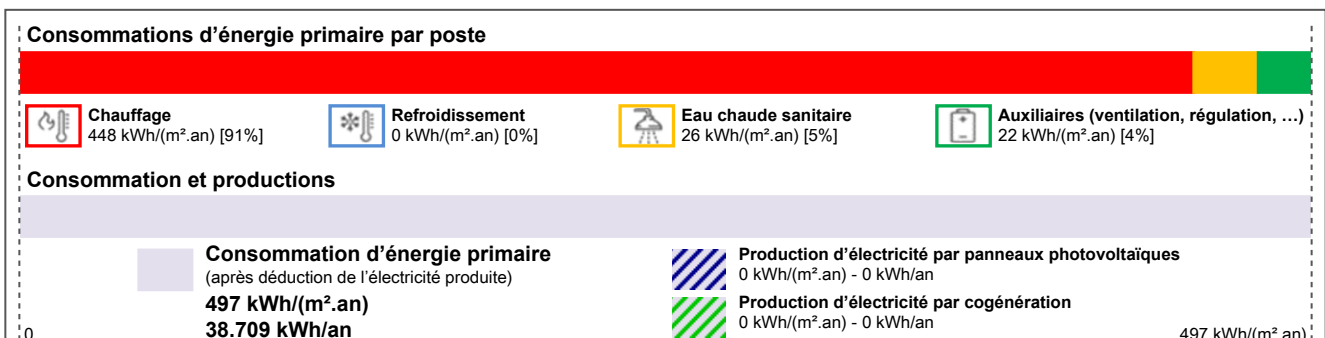 Consommations d'énergie primaire par poste
Chauffage
448 kWh/(m².an) [91%]
Refroidissement
0 kWh/(m².an) [0%]
Eau chaude sanitaire
26 kWh/(m².an) [5%]
Auxiliaires (ventilation, régulation, …)
22 kWh/(m².an) [4%]
Consommation et productions
Consommation d'énergie primaire
(après déduction de l'électricité produite)
497 kWh/(m².an)
38.709 kWh/an
Production d'électricité par panneaux photovoltaïques
0 kWh/(m².an) - 0 kWh/an
Production d'électricité par cogénération
0 kWh/(m².an) - 0 kWh/an
0
497 kWh/(m².an)